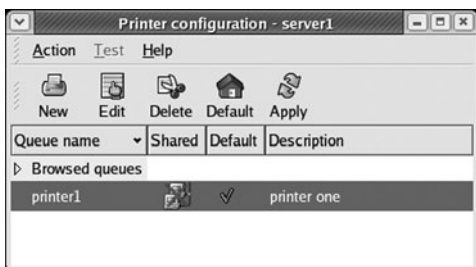 Printer configuration - server1
Action Test Help
New Edit Delete Default Apply
Queue name Shared Default Description
Browsed queues
printer1 printer one